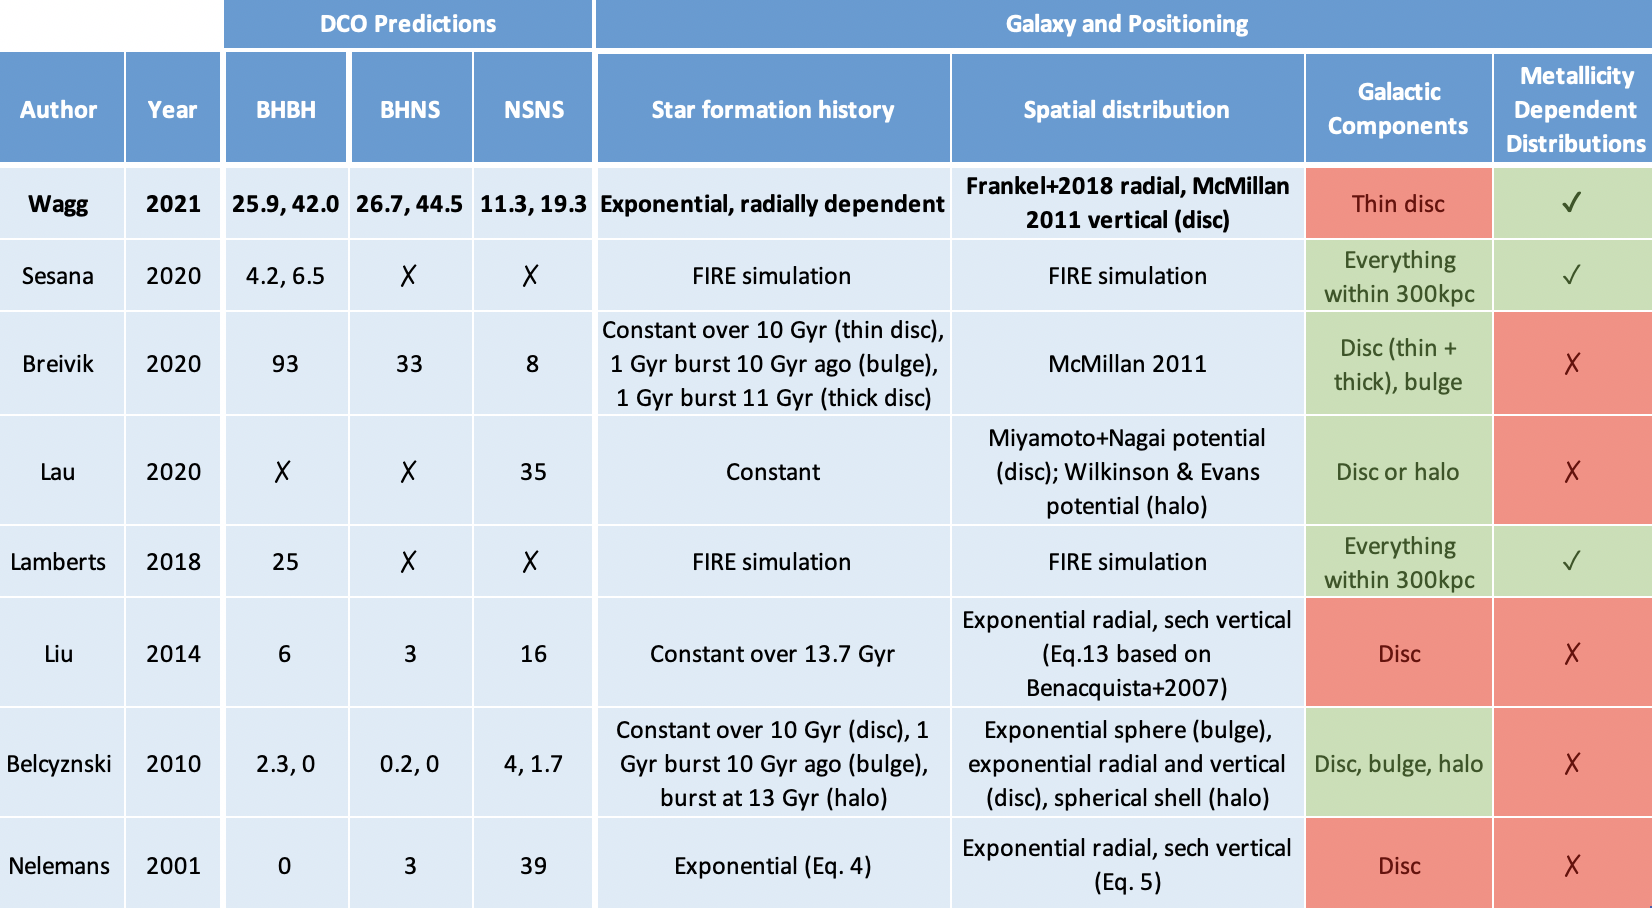 DCO Predictions
Galaxy and Positioning
Author
Year
BHBH
BHNS
NSNS
Star formation history
Spatial distribution
Galactic
Components
Metallicity
Dependent
Distributions
Wagg
2021
25.9, 42.0
26.7, 44.5
11.3, 19.3
Exponential, radially dependent
Frankel+2018 radial, McMillan
2011 vertical (disc)
Thin disc
✓
Sesana
2020
4.2, 6.5
✗
✗
FIRE simulation
FIRE simulation
Everything
within 300kpc
✓
Breivik
2020
93
33
8
Constant over 10 Gyr (thin disc),
1 Gyr burst 10 Gyr ago (bulge),
1 Gyr burst 11 Gyr (thick disc)
McMillan 2011
Disc (thin +
thick), bulge
✗
Lau
2020
✗
✗
35
Constant
Miyamoto+Nagai potential
(disc); Wilkinson & Evans
potential (halo)
Disc or halo
✗
Lamberts
2018
25
✗
✗
FIRE simulation
FIRE simulation
Everything
within 300kpc
✓
Liu
2014
6
3
16
Constant over 13.7 Gyr
Exponential radial, sech vertical
(Eq.13 based on
Benacquista+2007)
Disc
✗
Belcyznski
2010
2.3, 0
0.2, 0
4, 1.7
Constant over 10 Gyr (disc), 1
Gyr burst 10 Gyr ago (bulge),
burst at 13 Gyr (halo)
Exponential sphere (bulge),
exponential radial and vertical
(disc), spherical shell (halo)
Disc, bulge, halo
✗
Nelemans
2001
0
3
39
Exponential (Eq. 4)
Exponential radial, sech vertical
(Eq. 5)
Disc
✗